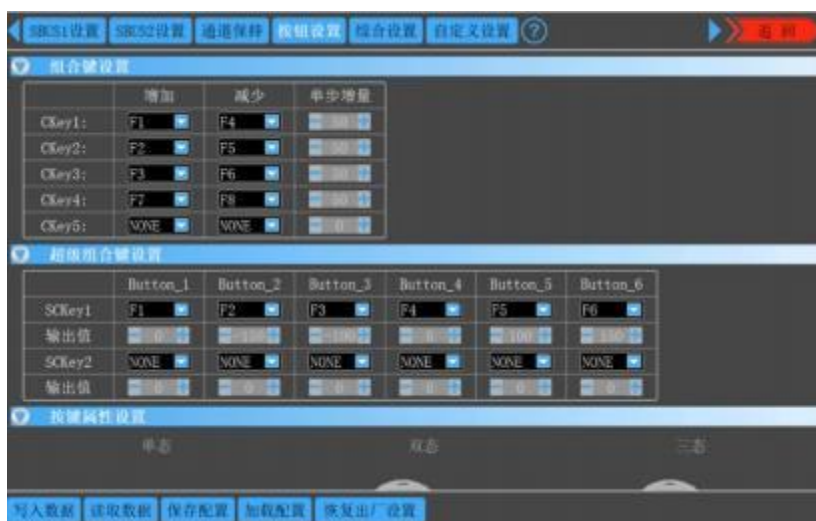 SBUS1设置 SBUS2设置 通道保持 按钮设置 综合设置 自定义设置 ? 返回
组合键设置
增加 减少 单步增量
CKey1: F1 F4
CKey2: F2 F5
CKey3: F3 F6
CKey4: F7 F8
CKey5: NONE NONE 0
超级组合键设置
Button_1 Button_2 Button_3 Button_4 Button_5 Button_6
SCKey1 F1 F2 F3 F4 F5 F6
输出值 0 -100 0 100
SCKey2 NONE NONE NONE NONE NONE NONE
输出值 0 0 0 0 0 0
按键属性设置
单态 双态 三态
写入数据 读取数据 保存配置 加载配置 恢复出厂设置